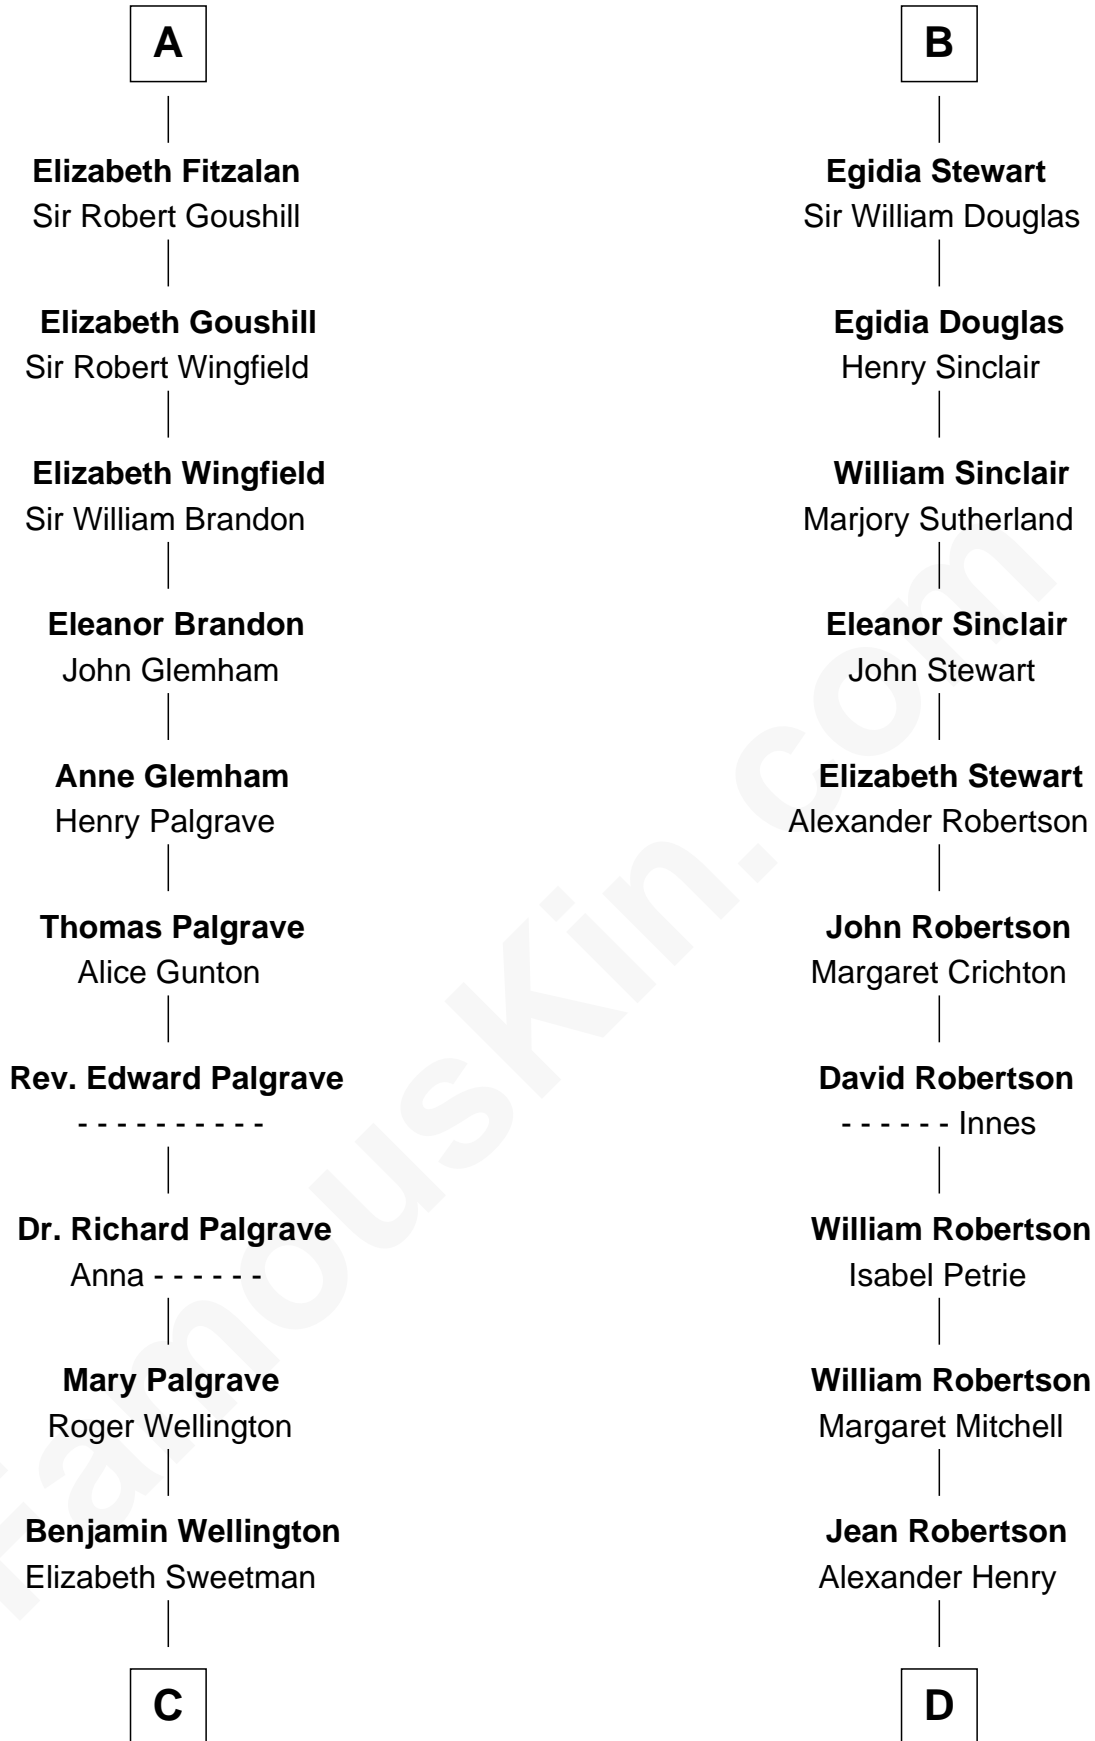 A
Elizabeth Fitzalan
Sir Robert Goushill
Elizabeth Goushill
Sir Robert Wingfield
Elizabeth Wingfield
Sir William Brandon
Eleanor Brandon
John Glemham
Anne Glemham
Henry Palgrave
Thomas Palgrave
Alice Gunton
Rev. Edward Palgrave
- - - - - - - - - -
Dr. Richard Palgrave
Anna - - - - - -
Mary Palgrave
Roger Wellington
Benjamin Wellington
Elizabeth Sweetman
C
B
Egidia Stewart
Sir William Douglas
Egidia Douglas
Henry Sinclair
William Sinclair
Marjory Sutherland
Eleanor Sinclair
John Stewart
Elizabeth Stewart
Alexander Robertson
John Robertson
Margaret Crichton
David Robertson
- - - - - - Innes
William Robertson
Isabel Petrie
William Robertson
Margaret Mitchell
Jean Robertson
Alexander Henry
D
FamousKin.com